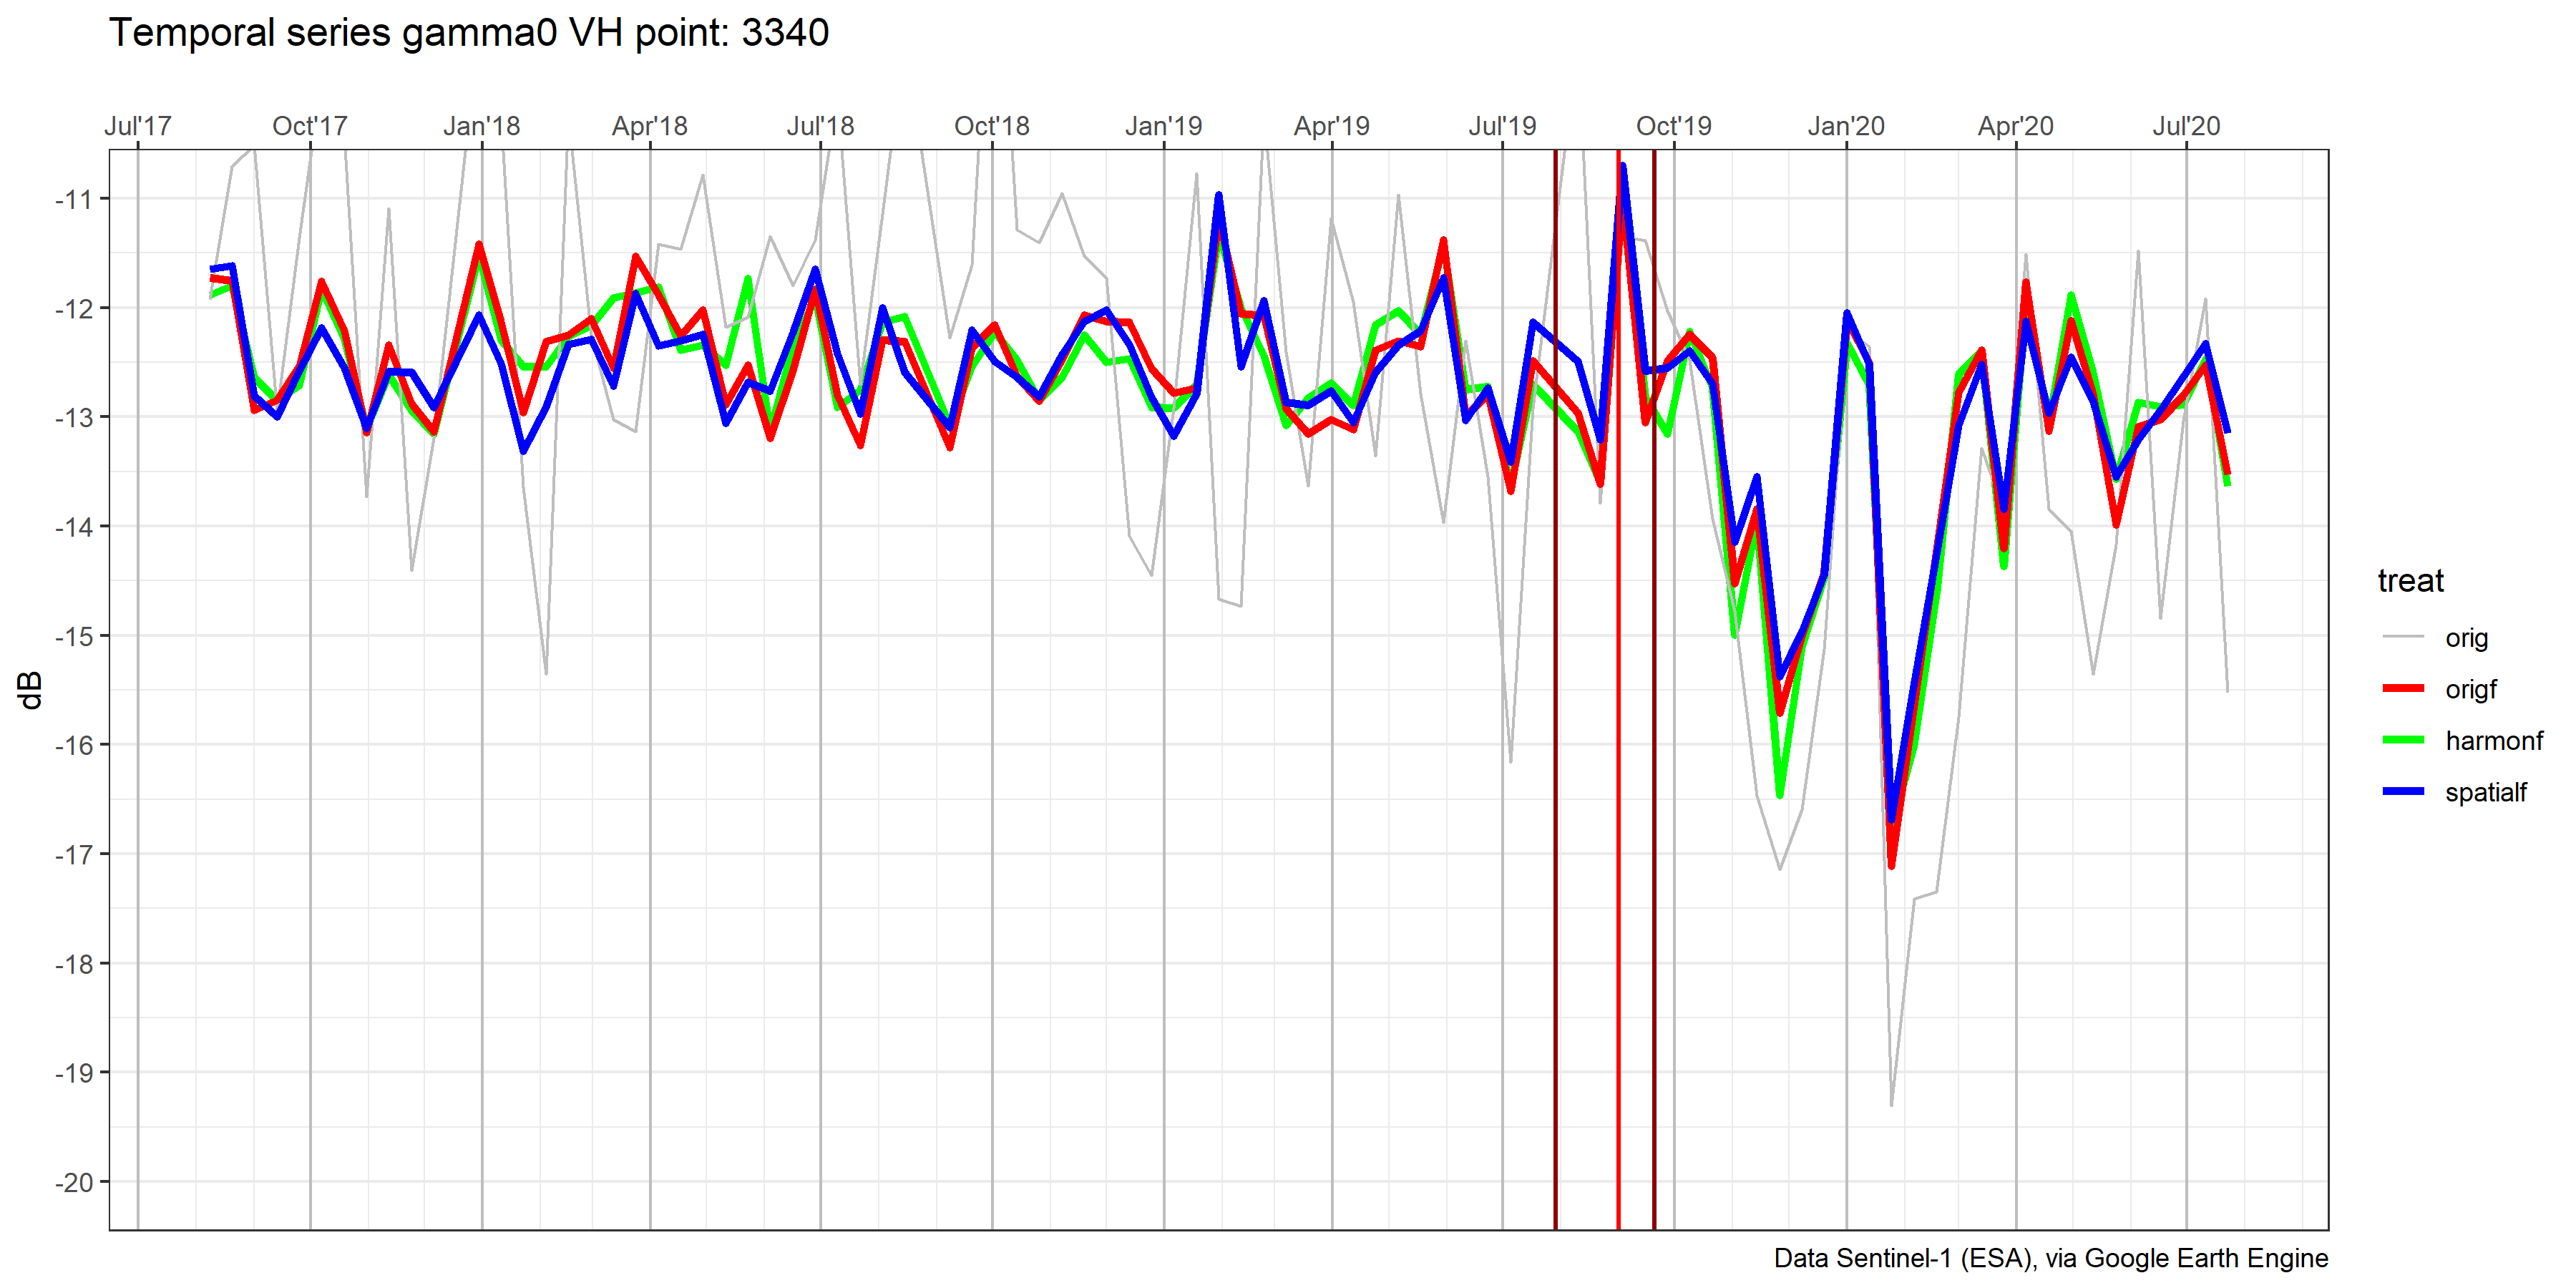 Temporal series gamma0 VH point: 3340
Jul'17 Oct'17 Jan'18 Apr'18 Jul'18 Oct'18 Jan'19 Apr'19 Jul'19 Oct'19 Jan'20 Apr'20 Jul'20
-11
-12
-13
-14
-15
-16
-17
-18
-19
-20
dB
treat
orig
origf
harmonf
spatialf
Data Sentinel-1 (ESA), via Google Earth Engine